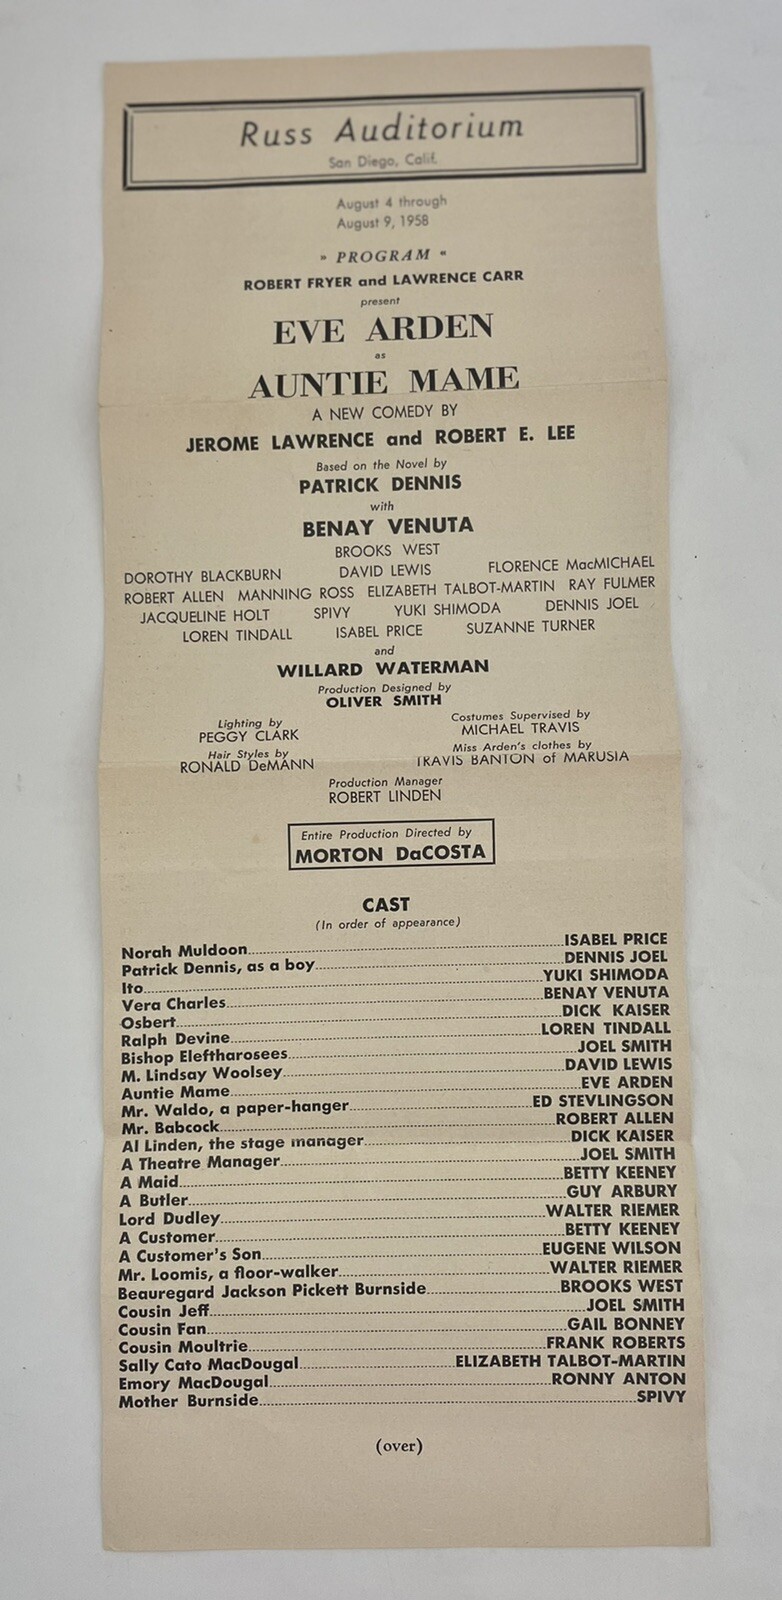 Russ Auditorium
San Diego, Calif.
August 4 through
August 9, 1958
» PROGRAM «
ROBERT FRYER and LAWRENCE CARR
present
EVE ARDEN
as
AUNTIE MAME
A NEW COMEDY BY
JEROME LAWRENCE and ROBERT E. LEE
Based on the Novel by
PATRICK DENNIS
with
BENAY VENUTA
BROOKS WEST
DOROTHY BLACKBURN DAVID LEWIS FLORENCE MacMICHAEL
ROBERT ALLEN MANNING ROSS ELIZABETH TALBOT-MARTIN RAY FULMER
JACQUELINE HOLT SPIVY YUKI SHIMODA DENNIS JOEL
LOREN TINDALL ISABEL PRICE SUZANNE TURNER
and
WILLARD WATERMAN
Production Designed by
OLIVER SMITH
Lighting by Costumes Supervised by
PEGGY CLARK MICHAEL TRAVIS
Hair Styles by Miss Arden's clothes by
RONALD DeMANN TRAVIS BANTON of MARUSIA
Production Manager
ROBERT LINDEN
Entire Production Directed by
MORTON DaCOSTA
CAST
(In order of appearance)
Norah Muldoon ISABEL PRICE
Patrick Dennis, as a boy DENNIS JOEL
Ito YUKI SHIMODA
Vera Charles BENAY VENUTA
Osbert DICK KAISER
Ralph Devine LOREN TINDALL
Bishop Eleftharosees JOEL SMITH
M. Lindsay Woolsey DAVID LEWIS
Auntie Mame EVE ARDEN
Mr. Waldo, a paper-hanger ED STEVLINGSON
Mr. Babcock ROBERT ALLEN
Al Linden, the stage manager DICK KAISER
A Theatre Manager JOEL SMITH
A Maid BETTY KEENEY
A Butler GUY ARBURY
Lord Dudley WALTER RIEMER
A Customer BETTY KEENEY
A Customer's Son EUGENE WILSON
Mr. Loomis, a floor-walker WALTER RIEMER
Beauregard Jackson Pickett Burnside BROOKS WEST
Cousin Jeff JOEL SMITH
Cousin Fan GAIL BONNEY
Cousin Moultrie FRANK ROBERTS
Sally Cato MacDougal ELIZABETH TALBOT-MARTIN
Emory MacDougal RONNY ANTON
Mother Burnside SPIVY
(over)